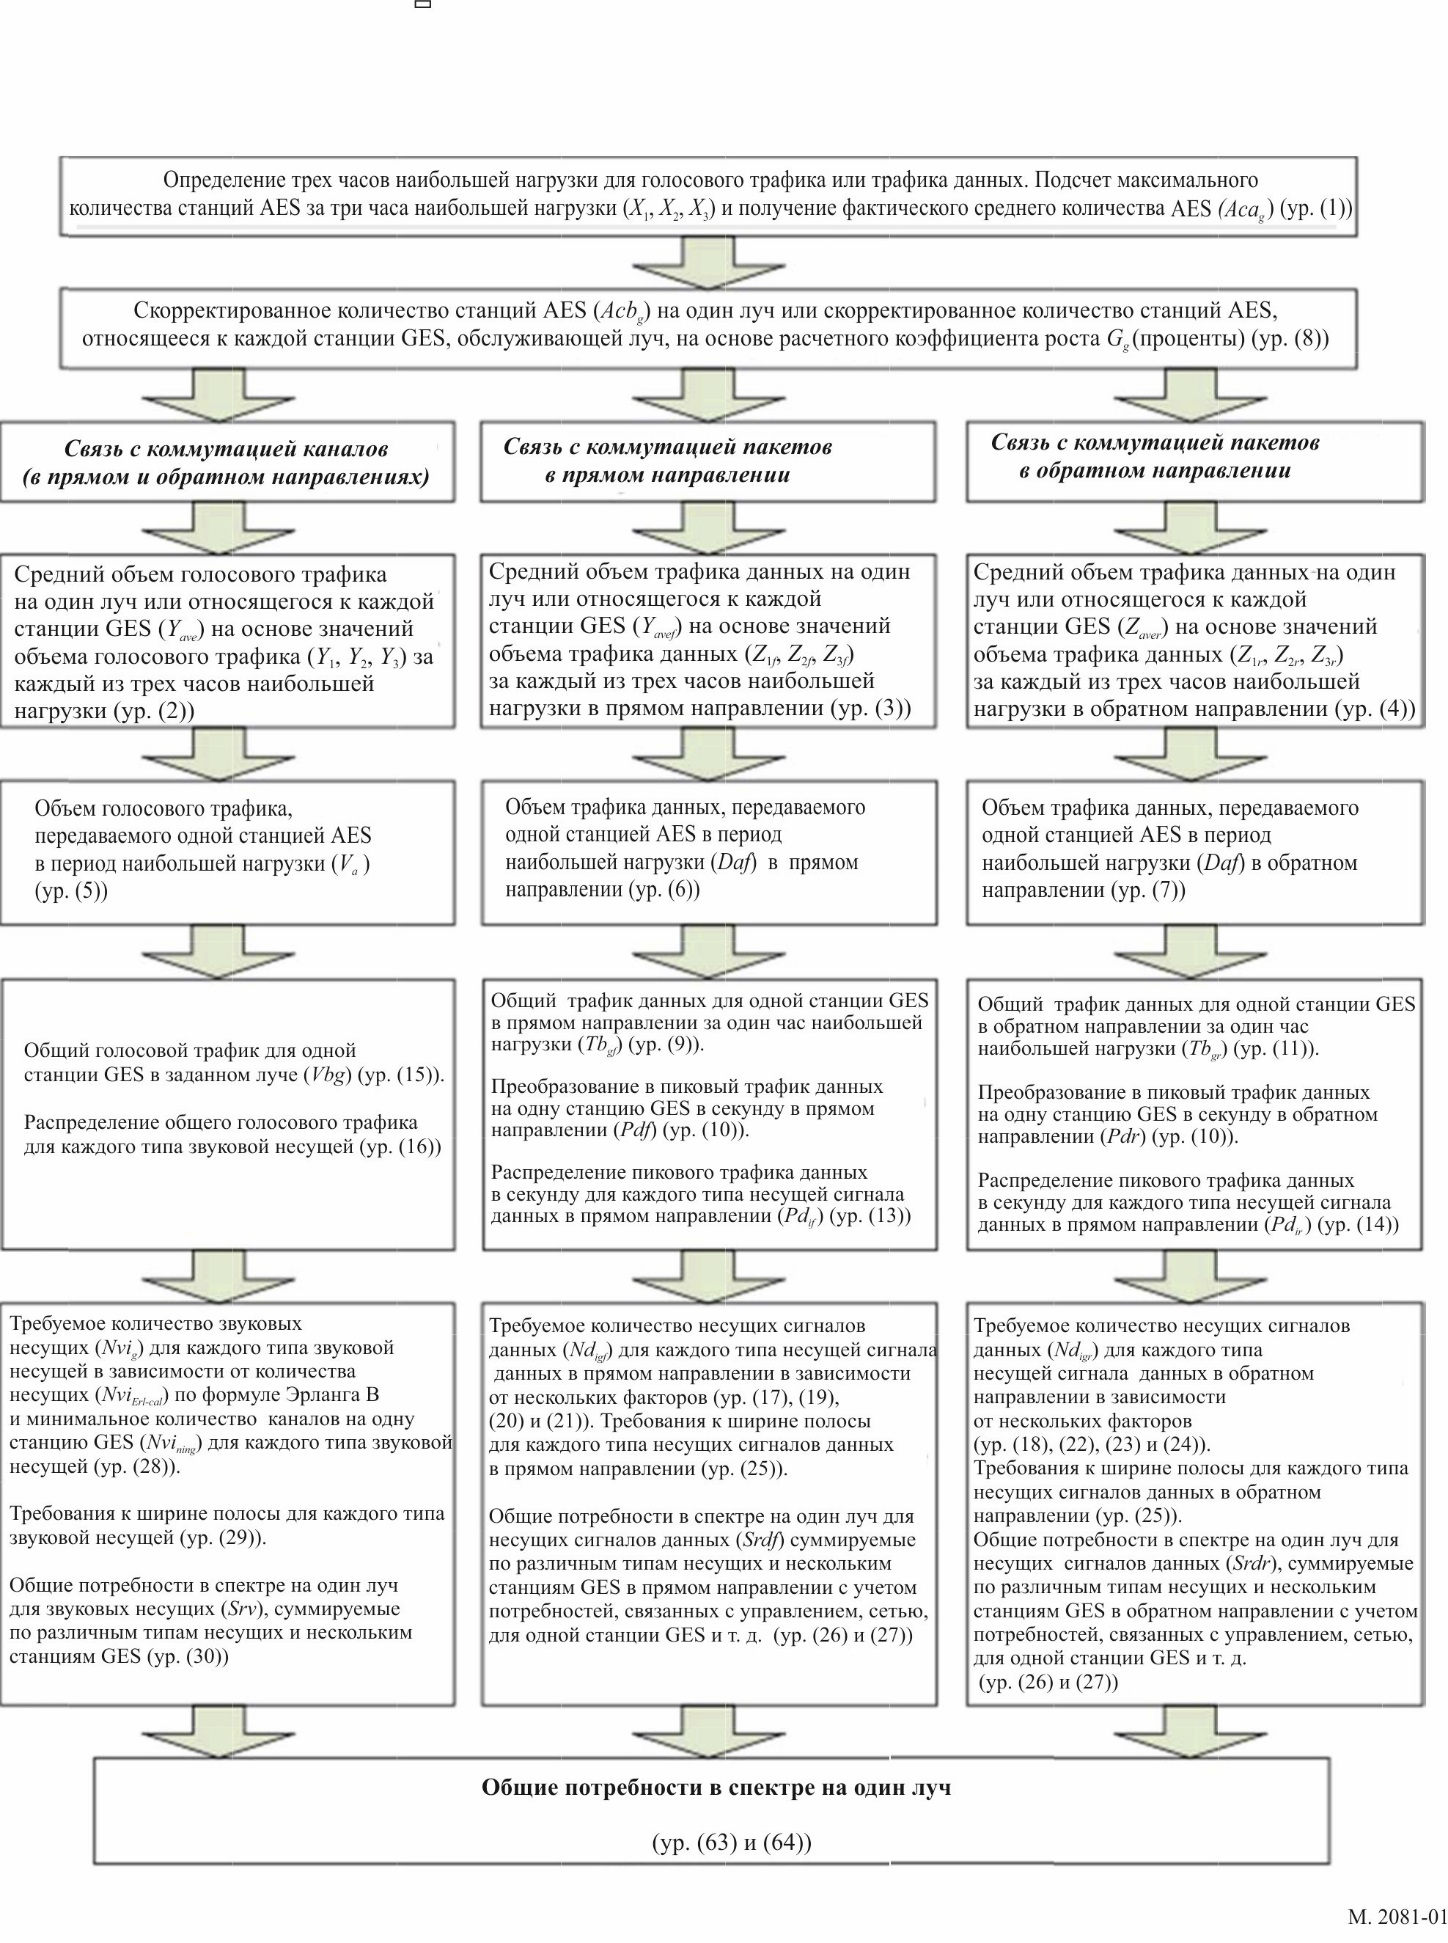 Определение трех часов наибольшей нагрузки для голосового трафика или трафика данных. Подсчет максимального
количества станций AES за три часа наибольшей нагрузки (X1, X2, X3) и получение фактического среднего количества AES (Acag) (ур. (1))
Скорректированное количество станций AES (Acbg) на один луч или скорректированное количество станций AES,
относящееся к каждой станции GES, обслуживающей луч, на основе расчетного коэффициента роста Gg (проценты) (ур. (8))
Связь с коммутацией каналов
(в прямом и обратном направлениях)
Связь с коммутацией пакетов
в прямом направлении
Связь с коммутацией пакетов
в обратном направлении
Средний объем голосового трафика
на один луч или относящегося к каждой
станции GES (Yave) на основе значений
объема голосового трафика (Y1, Y2, Y3) за
каждый из трех часов наибольшей
нагрузки (ур. (2))
Средний объем трафика данных на один
луч или относящегося к каждой
станции GES (Yavef) на основе значений
объема трафика данных (Z1f, Z2f, Z3f)
за каждый из трех часов наибольшей
нагрузки в прямом направлении (ур. (3))
Средний объем трафика данных на один
луч или относящегося к каждой
станции GES (Zaver) на основе значений
объема трафика данных (Z1r, Z2r, Z3r)
за каждый из трех часов наибольшей
нагрузки в обратном направлении (ур. (4))
Объем голосового трафика,
передаваемого одной станцией AES
в период наибольшей нагрузки (Va )
(ур. (5))
Объем трафика данных, передаваемого
одной станцией AES в период
наибольшей нагрузки (Daf) в прямом
направлении (ур. (6))
Объем трафика данных, передаваемого
одной станцией AES в период
наибольшей нагрузки (Daf) в обратном
направлении (ур. (7))
Общий голосовой трафик для одной
станции GES в заданном луче (Vbg) (ур. (15)).
Распределение общего голосового трафика
для каждого типа звуковой несущей (ур. (16))
Общий трафик данных для одной станции GES
в прямом направлении за один час наибольшей
нагрузки (Tbgf) (ур. (9)).
Преобразование в пиковый трафик данных
на одну станцию GES в секунду в прямом
направлении (Pdf) (ур. (10)).
Распределение пикового трафика данных
в секунду для каждого типа несущей сигнала
данных в прямом направлении (Pdif ) (ур. (13))
Общий трафик данных для одной станции GES
в обратном направлении за один час
наибольшей нагрузки (Tbgr) (ур. (11)).
Преобразование в пиковый трафик данных
на одну станцию GES в секунду в обратном
направлении (Pdr) (ур. (10)).
Распределение пикового трафика данных
в секунду для каждого типа несущей сигнала
данных в прямом направлении (Pdir ) (ур. (14))
Требуемое количество звуковых
несущих (Nvig) для каждого типа звуковой
несущей в зависимости от количества
несущих (NviErl-cal) по формуле Эрланга B
и минимальное количество каналов на одну
станцию GES (Nvining) для каждого типа звуковой
несущей (ур. (28)).
Требования к ширине полосы для каждого типа
звуковой несущей (ур. (29)).
Общие потребности в спектре на один луч
для звуковых несущих (Srv), суммируемые
по различным типам несущих и нескольким
станциям GES (ур. (30))
Требуемое количество несущих сигналов
данных (Ndigf) для каждого типа несущей сигнала
данных в прямом направлении в зависимости
от нескольких факторов (ур. (17), (19),
(20) и (21)). Требования к ширине полосы
для каждого типа несущих сигналов данных
в прямом направлении (ур. (25)).
Общие потребности в спектре на один луч для
несущих сигналов данных (Srdf) суммируемые
по различным типам несущих и нескольким
станциям GES в прямом направлении с учетом
потребностей, связанных с управлением, сетью,
для одной станции GES и т. д. (ур. (26) и (27))
Требуемое количество несущих сигналов
данных (Ndigr) для каждого типа
несущей сигнала данных в обратном
направлении в зависимости
от нескольких факторов
(ур. (18), (22), (23) и (24)).
Требования к ширине полосы для каждого типа
несущих сигналов данных в обратном
направлении (ур. (25)).
Общие потребности в спектре на один луч для
несущих сигналов данных (Srdr), суммируемые
по различным типам несущих и нескольким
станциям GES в обратном направлении с учетом
потребностей, связанных с управлением, сетью,
для одной станции GES и т. д.
(ур. (26) и (27))
Общие потребности в спектре на один луч
(ур. (63) и (64))
M. 2081-01